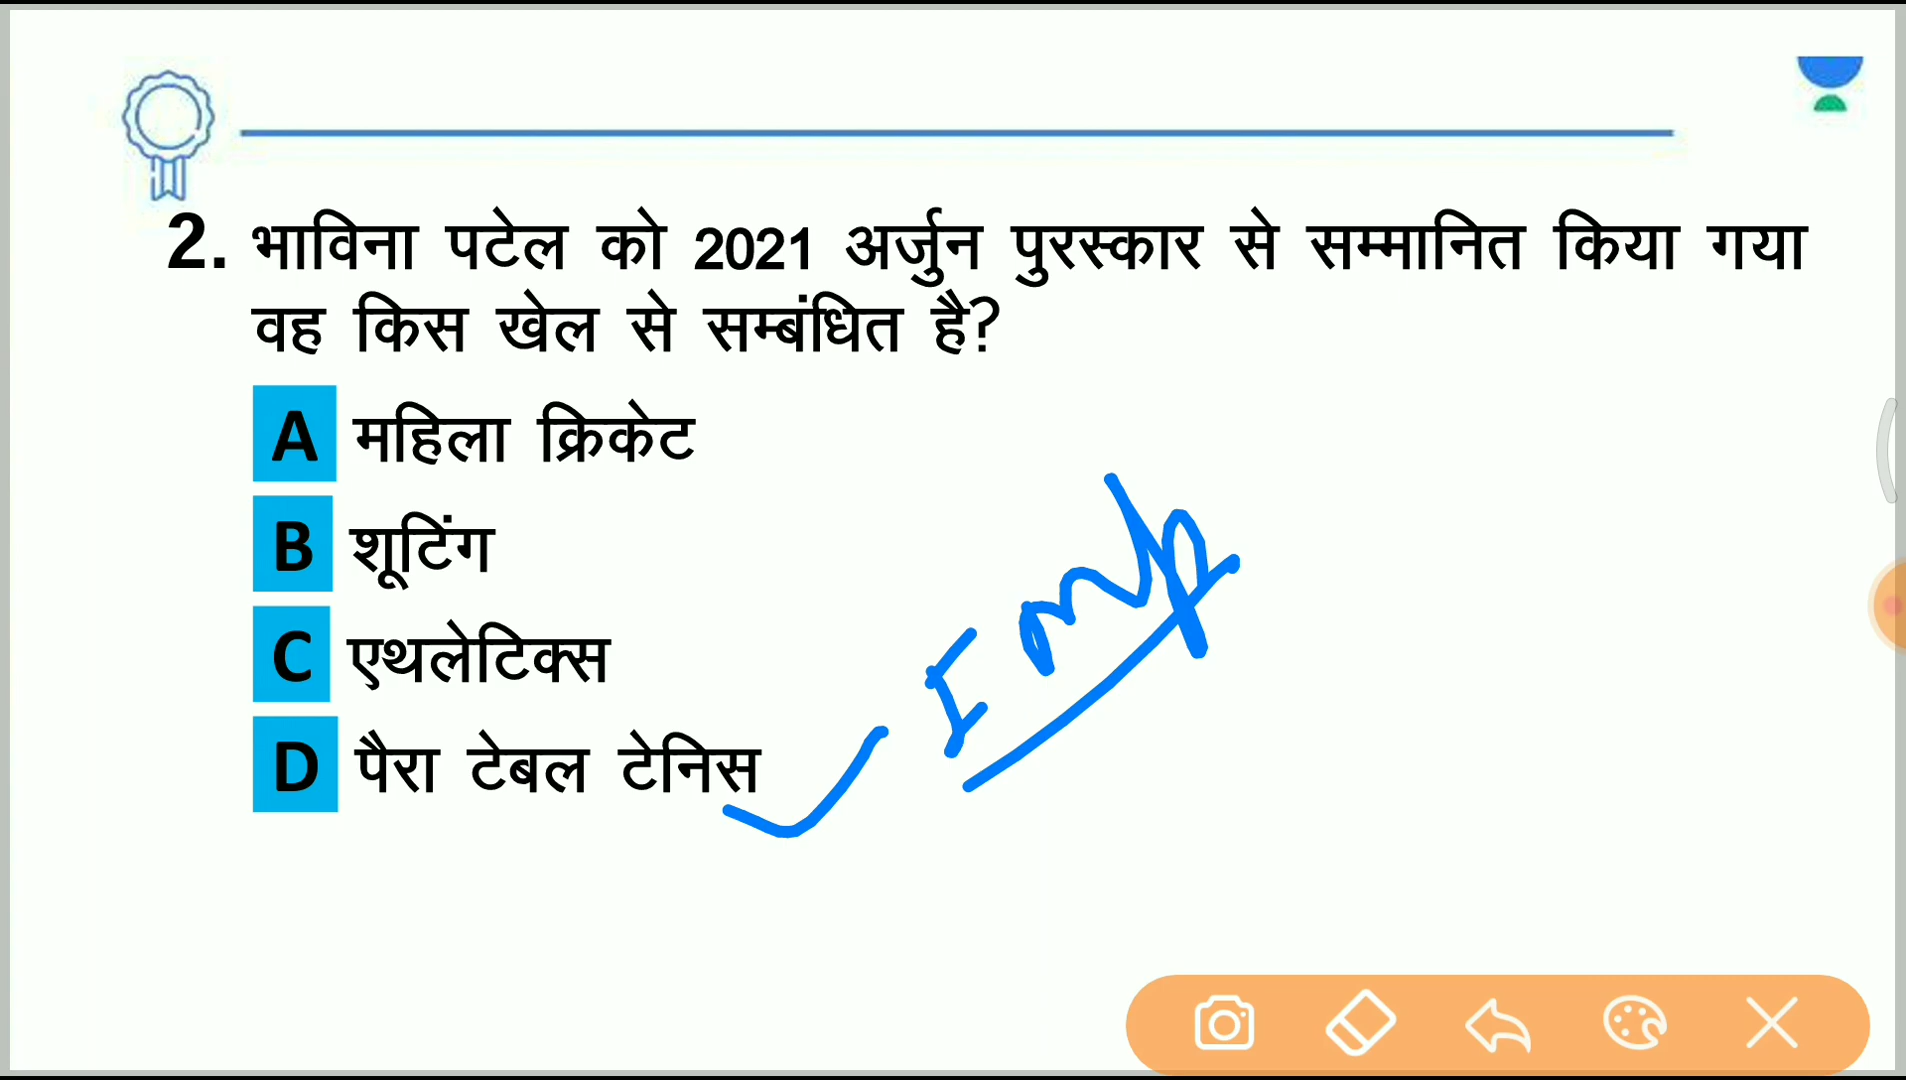 2. भाविना पटेल को 2021 अर्जुन पुरस्कार से सम्मानित किया गया
वह किस खेल से सम्बंधित है?
A महिला क्रिकेट
B शूटिंग
C एथलेटिक्स
D पैरा टेबल टेनिस
Imp